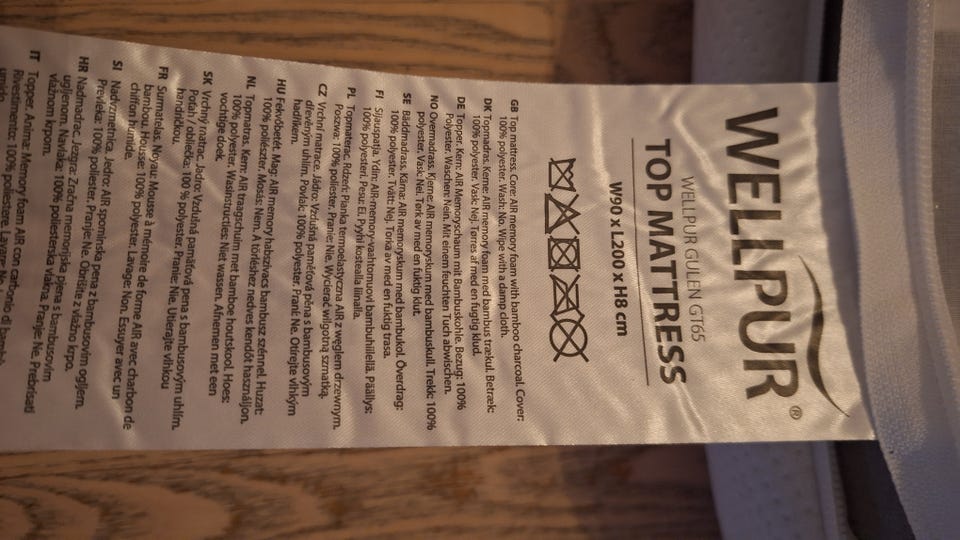 WELLPUR®
WELLPUR GULEN GT65
TOP MATTRESS
W90 x L200 x H8 cm
GB Top mattress. Core: AIR memory foam with bamboo charcoal. Cover:
100% polyester. Wash: No. Wipe with a damp cloth.
DK Topmadras. Kerne: AIR memory foam med bambus trækul. Betræk:
100% polyester. Vask: Nej. Tørres af med en fugtig klud.
DE Topper. Kern: AIR Memoryschaum mit Bambuskohle. Bezug: 100%
Polyester. Waschen: Nein. Mit einem feuchten Tuch abwischen.
NO Overmadrass. Kjerne: AIR memoryskum med bambuskull. Trekk: 100%
polyester. Vask: Nei. Tørk av med en fuktig klut.
SE Bäddmadrass. Kärna: AIR memoryskum med bambukol. Överdrag:
100% polyester. Tvätt: Nej. Torka av med en fuktig trasa.
FI Sijauspatja. Ydin: AIR-memory-vaahtomuovi bambuhiilellä. Päällys:
100% polyesteri. Pesu: Ei. Pyyhi kostealla liinalla.
PL Topmaterac. Rdzeń: Pianka termoelastyczna AIR z węglem drzewnym.
Poszwa: 100% poliester. Pranie: Nie. Wycierać wilgotną szmatką.
CZ Vrchní matrace. Jádro: Vzdušná paměťová pěna s bambusovým
dřevěným uhlím. Povlak: 100% polyester. Praní: Ne. Otřejte vlhkým
hadříkem.
HU Fekvőbetét. Mag: AIR memory habszivacs bambusz szénnel. Huzat:
100% poliészter. Mosás: Nem. A törléshez nedves kendőt használjon.
NL Topmatras. Kern: AIR traagschuim met bamboe houtskool. Hoes:
100% polyester. Wasinstructies: Niet wassen. Afnemen met een
vochtige doek.
SK Vrchný matrac. Jadro: Vzdušná pamäťová pena s bambusovým uhlím.
Poťah / obliečka: 100 % polyester. Pranie: Nie. Utierajte vlhkou
handričkou.
FR Surmatelas. Noyau: Mousse à mémoire de forme AIR avec charbon de
bambou. Housse: 100% polyester. Lavage: Non. Essuyer avec un
chiffon humide.
SI Nadvzmetnica. Jedro: AIR spominska pena z bambusovim ogljem.
Prevleka: 100% poliester. Pranje: Ne. Obrišite z vlažno krpo.
HR Nadmadrac. Jezgra: Zračna memorijska pjena s bambusovim
ugljenom. Navlaka: 100% poliesterska vlakna. Pranje: Ne. Prebrisati
vlažnom krpom.
IT Topper. Anima: Memory foam AIR con carbone di bambù.
Rivestimento: 100% poliestere. Lavare: No.
umido.